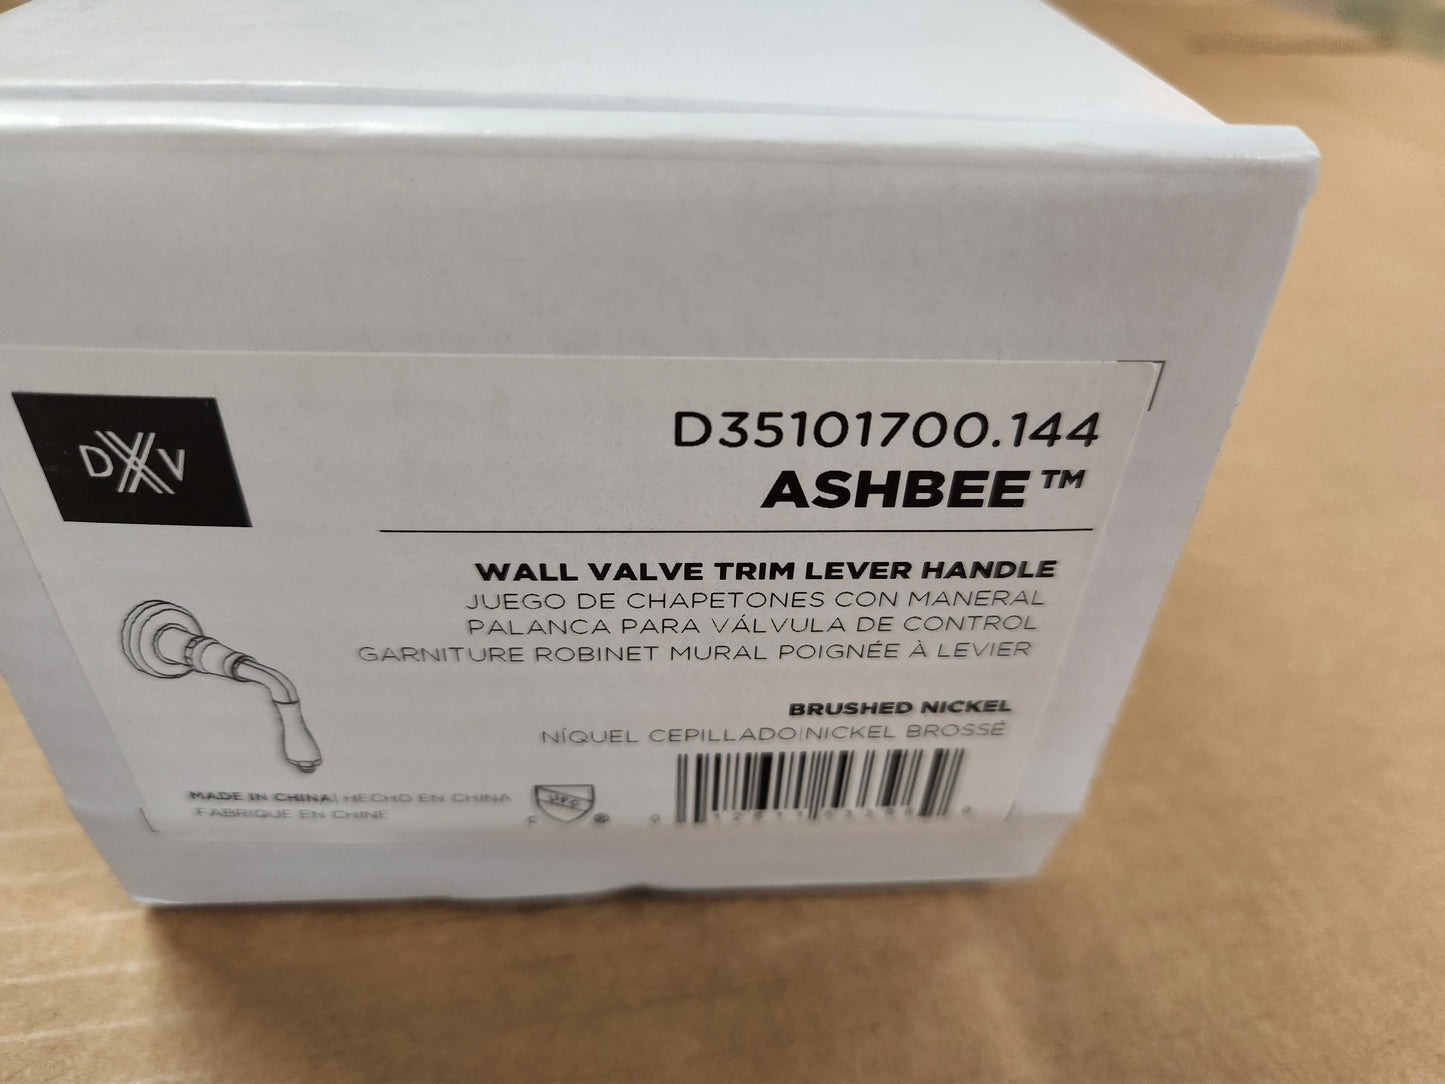 DXV
D35101700.144
ASHBEE™
WALL VALVE TRIM LEVER HANDLE
JUEGO DE CHAPETONES CON MANERAL
PALANCA PARA VÁLVULA DE CONTROL
GARNITURE ROBINET MURAL POIGNÉE À LEVIER
BRUSHED NICKEL
NÍQUEL CEPILLADO|NICKEL BROSSÉ
MADE IN CHINA| HECHO EN CHINA
FABRIQUÉ EN CHINE
UPC